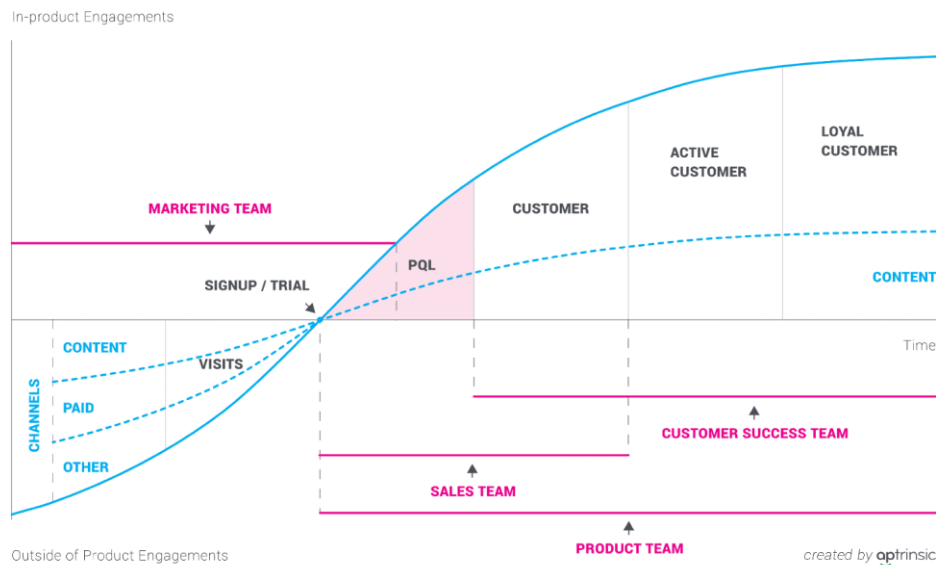 In-product Engagements
MARKETING TEAM
SIGNUP / TRIAL
PQL
CUSTOMER
ACTIVE
CUSTOMER
LOYAL
CUSTOMER
CONTENT
Time
CHANNELS
CONTENT
PAID
OTHER
VISITS
CUSTOMER SUCCESS TEAM
SALES TEAM
PRODUCT TEAM
Outside of Product Engagements
created by aptrinsic